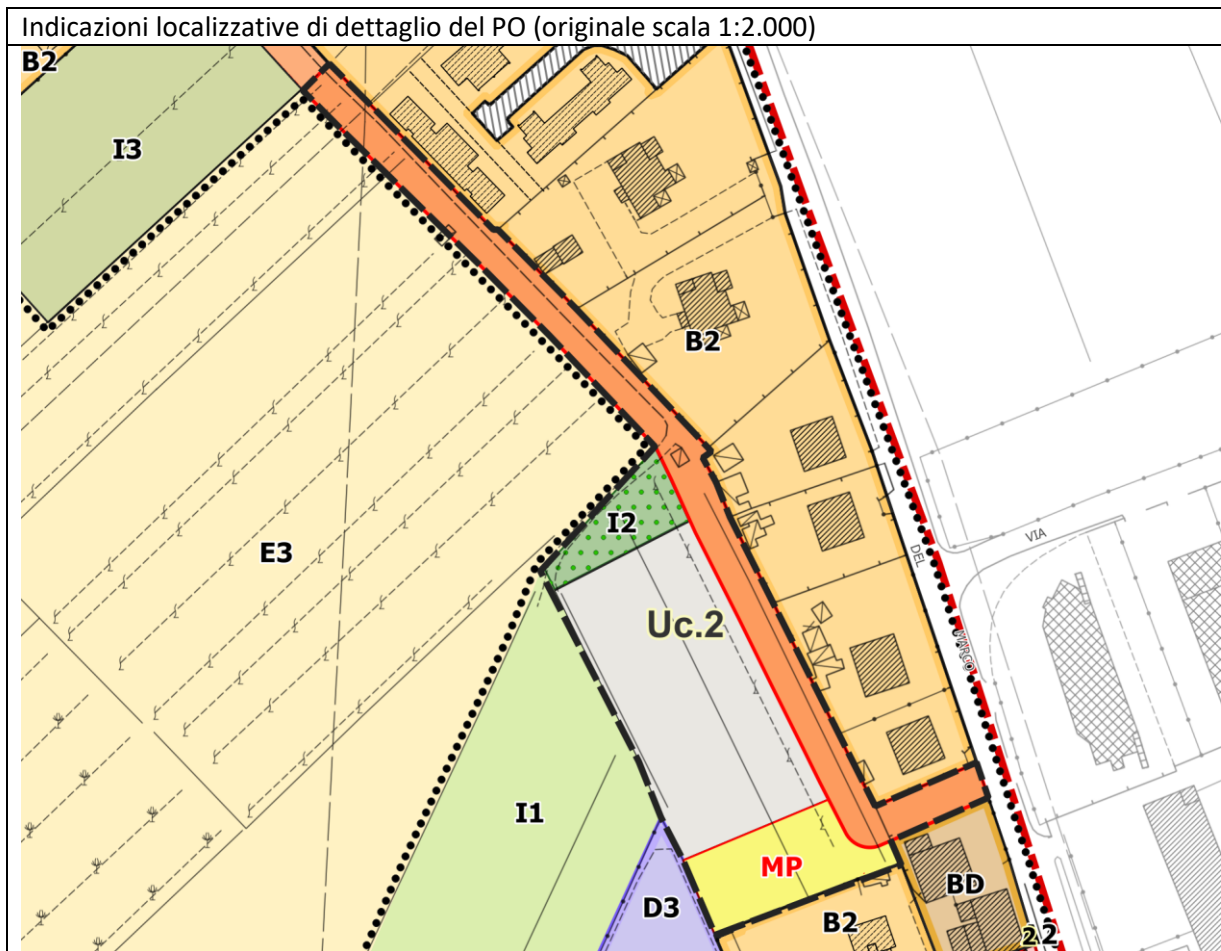 Indicazioni localizzative di dettaglio del PO (originale scala 1:2.000)
B2
I3
B2
I2
VIA
E3
DEL
Uc.2
MARCO
I1
MP
BD
D3
B2
2.2